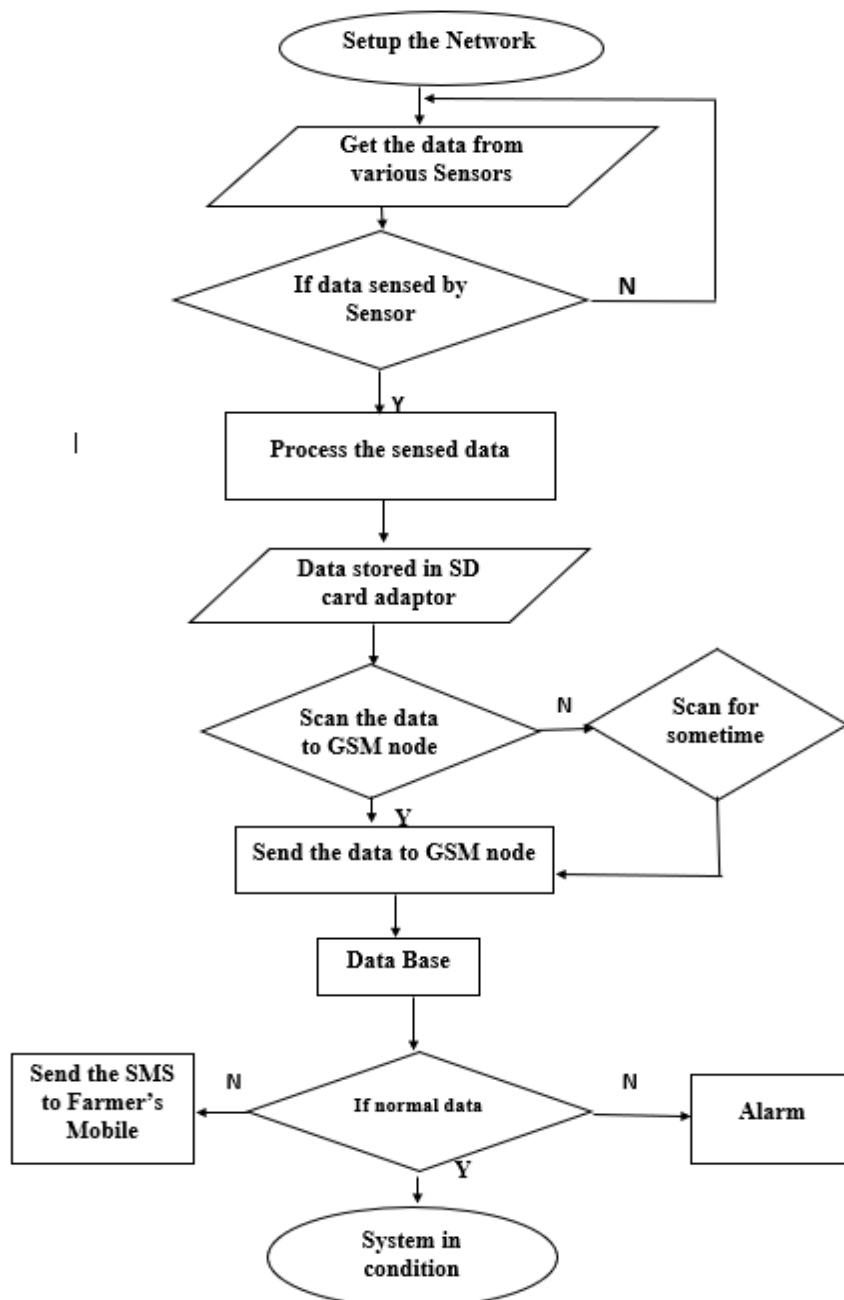 Setup the Network
Get the data from
various Sensors
If data sensed by
Sensor
N
Y
Process the sensed data
Data stored in SD
card adaptor
Scan the data
to GSM node
N
Scan for
sometime
Y
Send the data to GSM node
Data Base
Send the SMS
to Farmer's
Mobile
N
If normal data
N
Alarm
Y
System in
condition